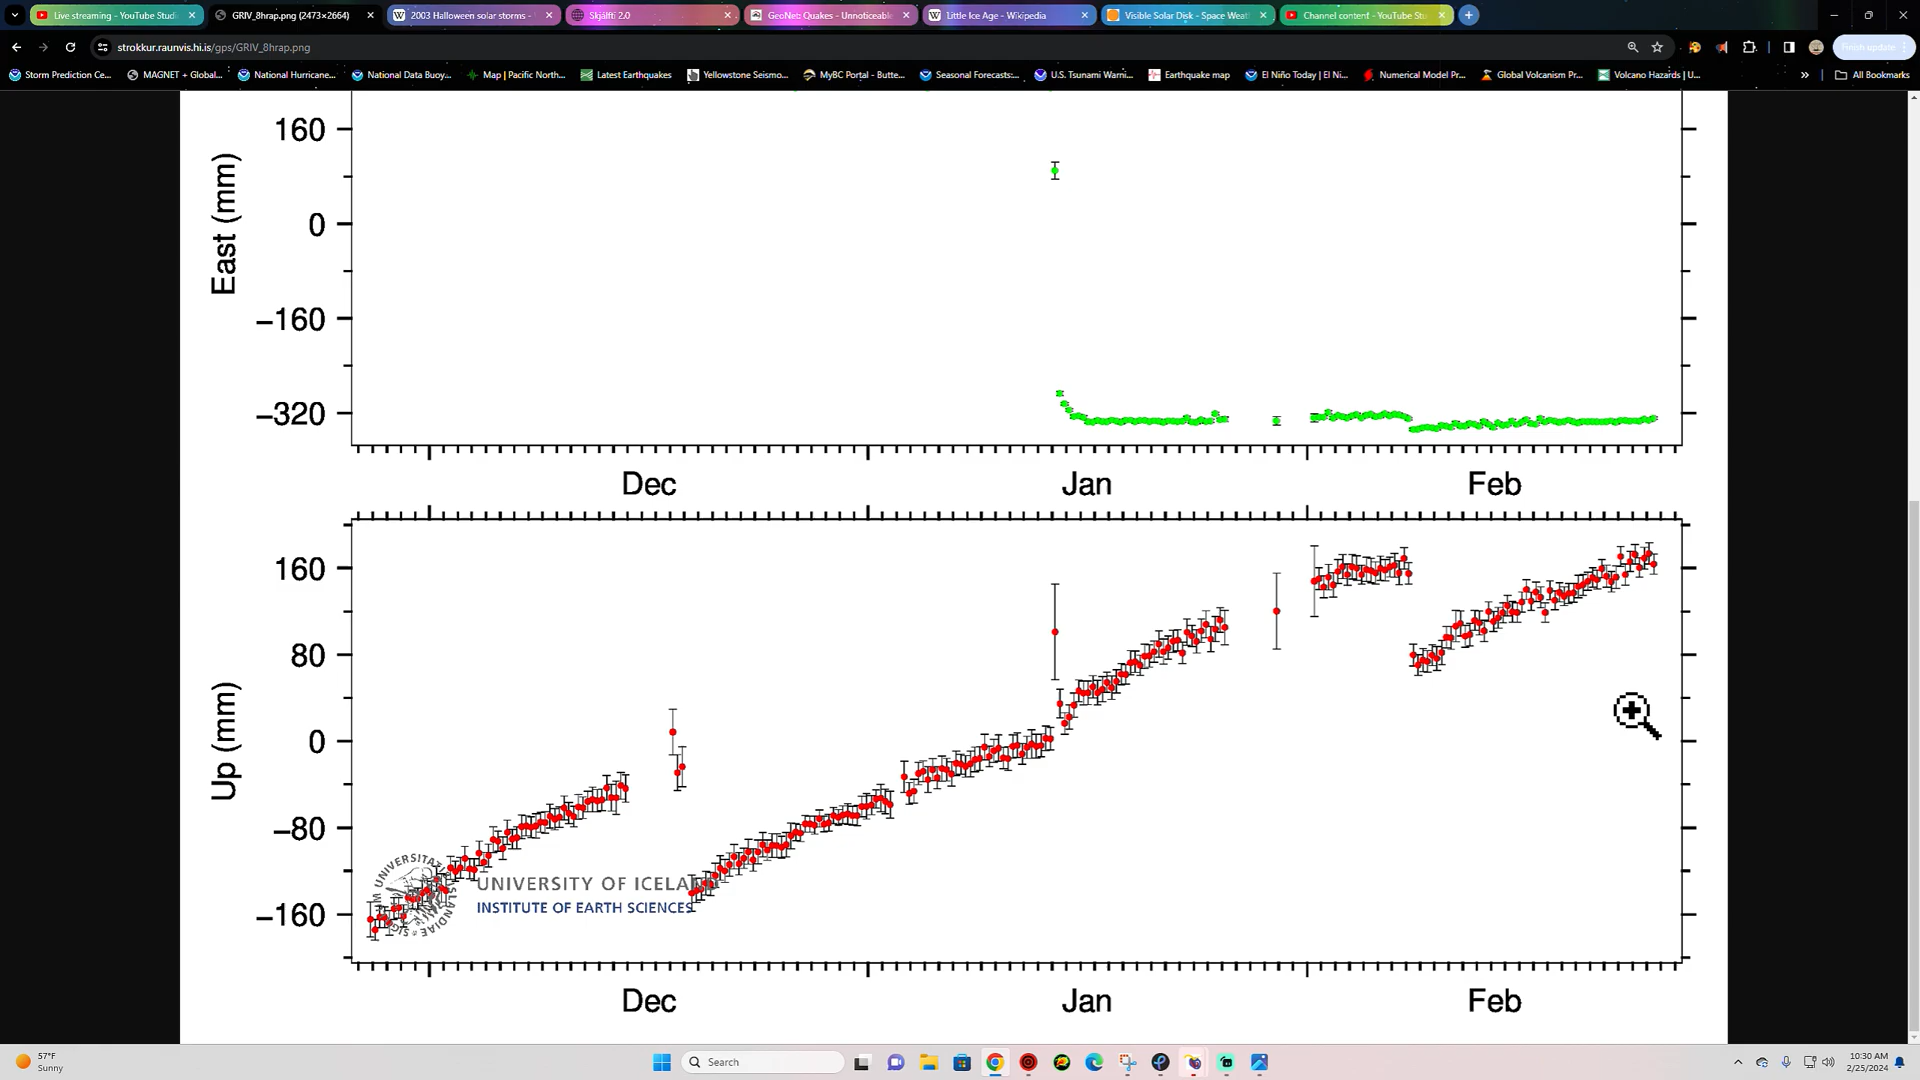 Live streaming - YouTube Studi
GRIV_8hrap.png (2473×2664)
2003 Halloween solar storms -
Skjálfti 2.0
GeoNet: Quakes - Unnoticeable
Little Ice Age - Wikipedia
Visible Solar Disk - Space Weat
Channel content - YouTube Stu
strokkur.raunvis.hi.is/gps/GRIV_8hrap.png
Finish update
Storm Prediction Ce...
MAGNET + Global...
National Hurricane...
National Data Buoy...
Map | Pacific North...
Latest Earthquakes
Yellowstone Seismo...
MyBC Portal - Butte...
Seasonal Forecasts:...
U.S. Tsunami Warni...
Earthquake map
El Niño Today | El Ni...
Numerical Model Pr...
Global Volcanism Pr...
Volcano Hazards | U...
»
All Bookmarks
East (mm)
160
0
−160
−320
Dec Jan Feb
Up (mm)
160
80
0
−80
−160
UNIVERSITY OF ICELAND
INSTITUTE OF EARTH SCIENCES
Dec Jan Feb
57°F
Sunny
Search
10:30 AM
2/25/2024